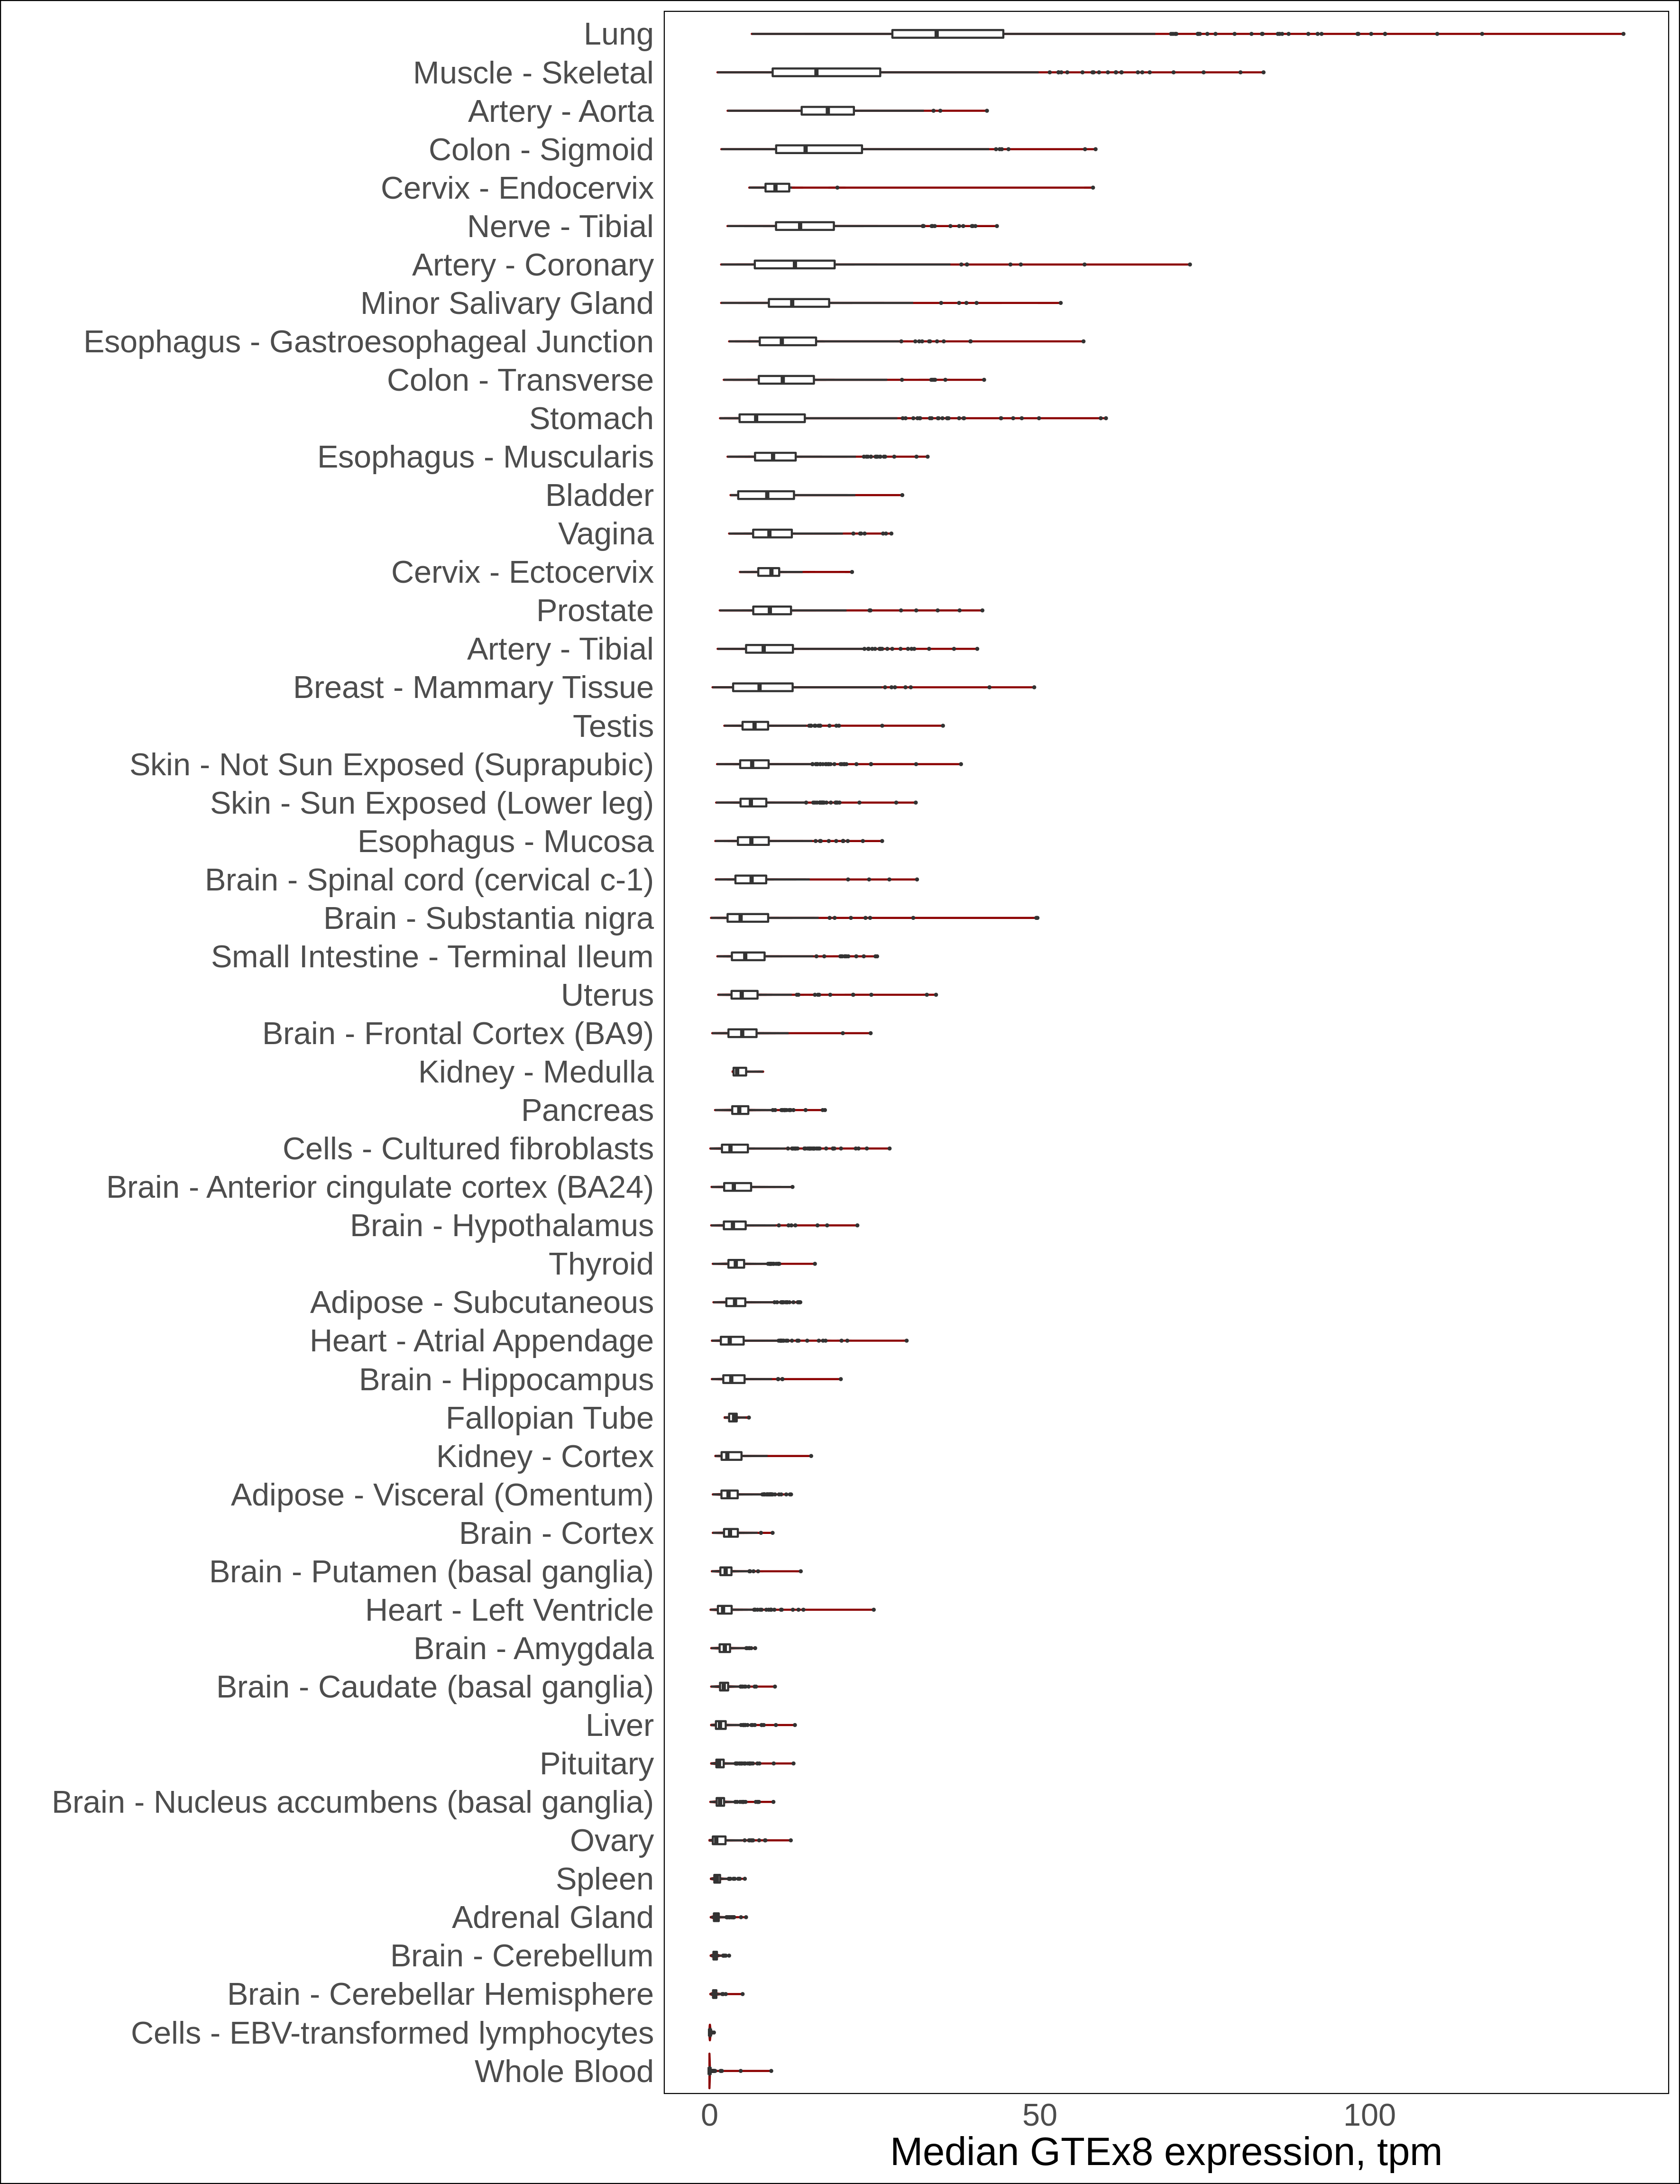 Lung
Muscle - Skeletal
Artery - Aorta
Colon - Sigmoid
Cervix - Endocervix
Nerve - Tibial
Artery - Coronary
Minor Salivary Gland
Esophagus - Gastroesophageal Junction
Colon - Transverse
Stomach
Esophagus - Muscularis
Bladder
Vagina
Cervix - Ectocervix
Prostate
Artery - Tibial
Breast - Mammary Tissue
Testis
Skin - Not Sun Exposed (Suprapubic)
Skin - Sun Exposed (Lower leg)
Esophagus - Mucosa
Brain - Spinal cord (cervical c-1)
Brain - Substantia nigra
Small Intestine - Terminal Ileum
Uterus
Brain - Frontal Cortex (BA9)
Kidney - Medulla
Pancreas
Cells - Cultured fibroblasts
Brain - Anterior cingulate cortex (BA24)
Brain - Hypothalamus
Thyroid
Adipose - Subcutaneous
Heart - Atrial Appendage
Brain - Hippocampus
Fallopian Tube
Kidney - Cortex
Adipose - Visceral (Omentum)
Brain - Cortex
Brain - Putamen (basal ganglia)
Heart - Left Ventricle
Brain - Amygdala
Brain - Caudate (basal ganglia)
Liver
Pituitary
Brain - Nucleus accumbens (basal ganglia)
Ovary
Spleen
Adrenal Gland
Brain - Cerebellum
Brain - Cerebellar Hemisphere
Cells - EBV-transformed lymphocytes
Whole Blood
0 50 100
Median GTEx8 expression, tpm